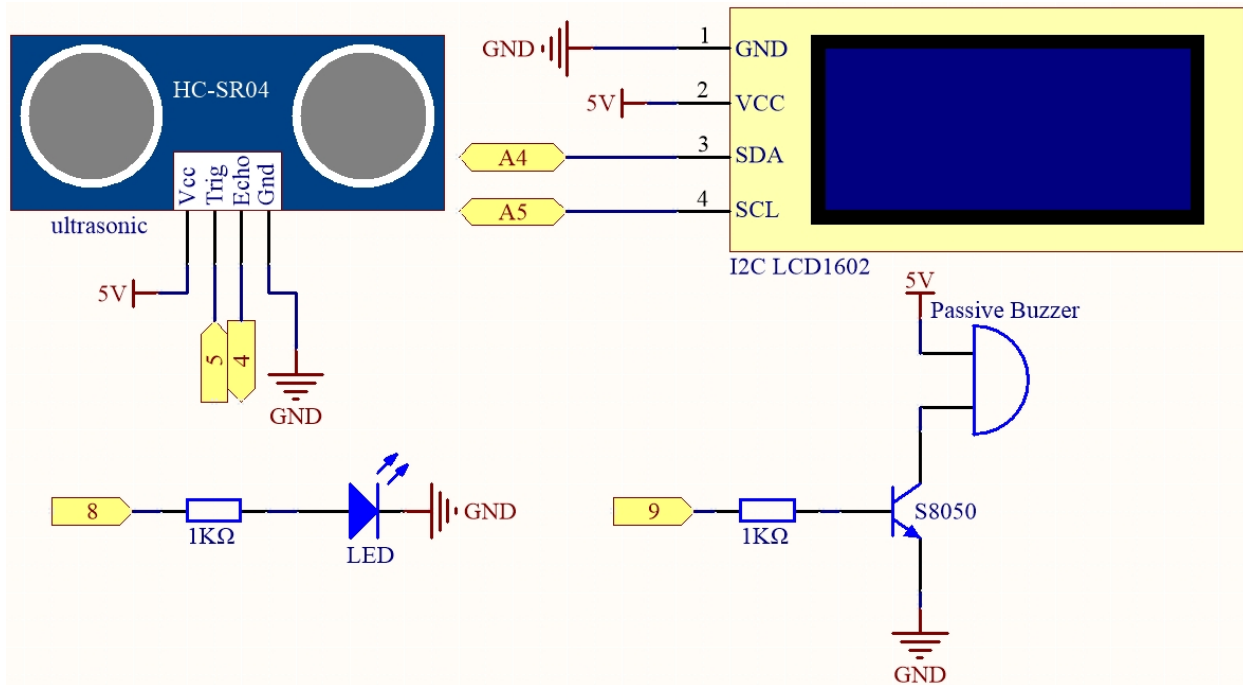 HC-SR04
Vcc
Trig
Echo
Gnd
ultrasonic
5V
5
4
GND
GND
1
GND
5V
2
VCC
A4
3
SDA
A5
4
SCL
I2C LCD1602
5V
Passive Buzzer
8
1KΩ
LED
GND
9
1KΩ
S8050
GND